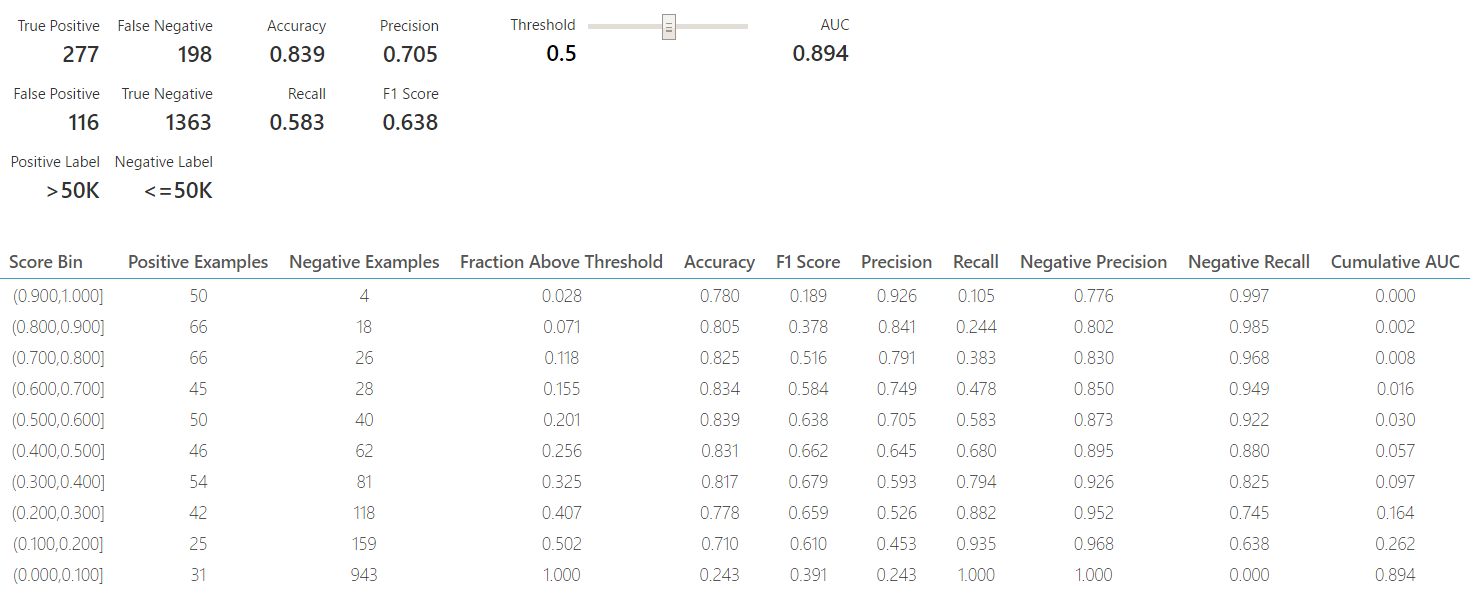 True Positive False Negative Accuracy Precision Threshold AUC
277 198 0.839 0.705 0.5 0.894
False Positive True Negative Recall F1 Score
116 1363 0.583 0.638
Positive Label Negative Label
>50K <=50K
Score Bin Positive Examples Negative Examples Fraction Above Threshold Accuracy F1 Score Precision Recall Negative Precision Negative Recall Cumulative AUC
(0.900,1.000] 50 4 0.028 0.780 0.189 0.926 0.105 0.776 0.997 0.000
(0.800,0.900] 66 18 0.071 0.805 0.378 0.841 0.244 0.802 0.985 0.002
(0.700,0.800] 66 26 0.118 0.825 0.516 0.791 0.383 0.830 0.968 0.008
(0.600,0.700] 45 28 0.155 0.834 0.584 0.749 0.478 0.850 0.949 0.016
(0.500,0.600] 50 40 0.201 0.839 0.638 0.705 0.583 0.873 0.922 0.030
(0.400,0.500] 46 62 0.256 0.831 0.662 0.645 0.680 0.895 0.880 0.057
(0.300,0.400] 54 81 0.325 0.817 0.679 0.593 0.794 0.926 0.825 0.097
(0.200,0.300] 42 118 0.407 0.778 0.659 0.526 0.882 0.952 0.745 0.164
(0.100,0.200] 25 159 0.502 0.710 0.610 0.453 0.935 0.968 0.638 0.262
(0.000,0.100] 31 943 1.000 0.243 0.391 0.243 1.000 1.000 0.000 0.894